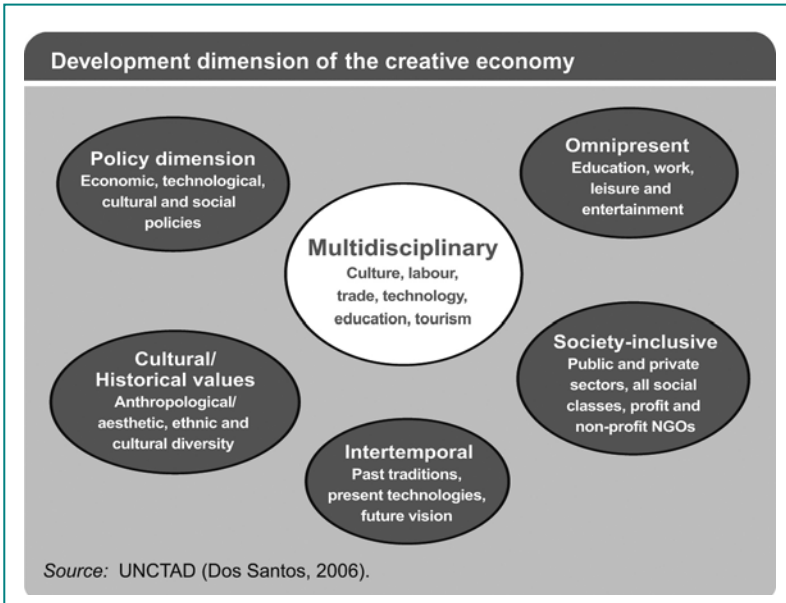 Development dimension of the creative economy
Policy dimension
Economic, technological,
cultural and social
policies
Omnipresent
Education, work,
leisure and
entertainment
Multidisciplinary
Culture, labour,
trade, technology,
education, tourism
Cultural/
Historical values
Anthropological/
aesthetic, ethnic and
cultural diversity
Society-inclusive
Public and private
sectors, all social
classes, profit and
non-profit NGOs
Intertemporal
Past traditions,
present technologies,
future vision
Source: UNCTAD (Dos Santos, 2006).